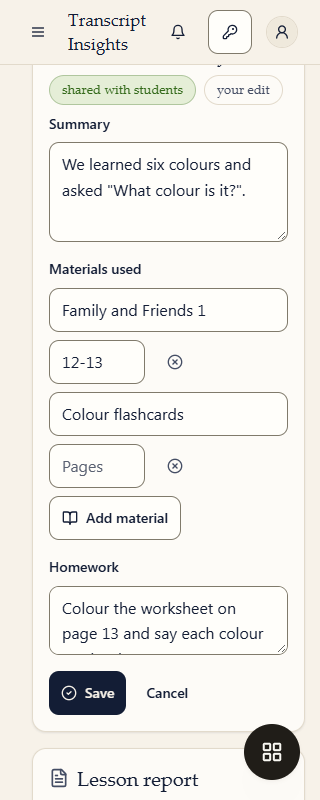 Transcript
Insights
shared with students
your edit
Summary
We learned six colours and
asked "What colour is it?".
Materials used
Family and Friends 1
12-13
Colour flashcards
Pages
Add material
Homework
Colour the worksheet on
page 13 and say each colour
Save
Cancel
Lesson report